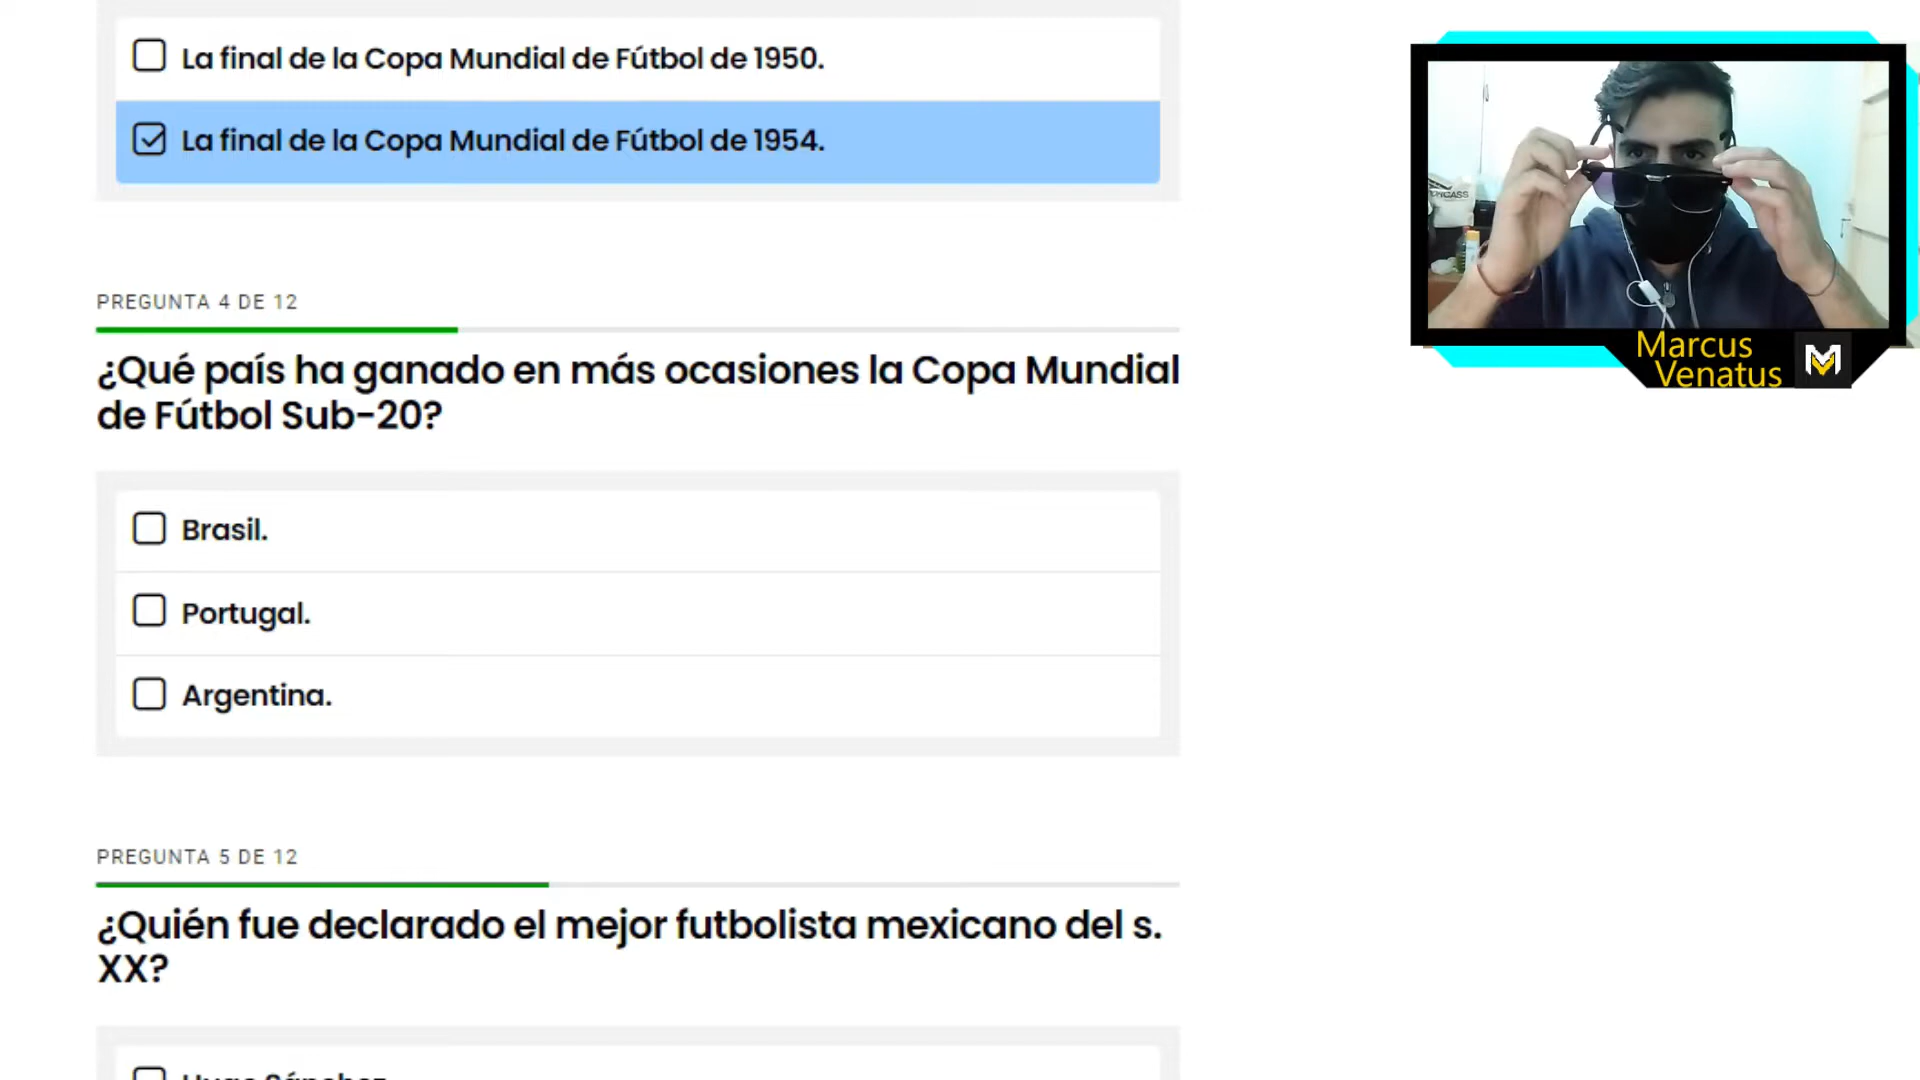 La final de la Copa Mundial de Fútbol de 1950.
La final de la Copa Mundial de Fútbol de 1954.
PREGUNTA 4 DE 12
¿Qué país ha ganado en más ocasiones la Copa Mundial
de Fútbol Sub-20?
Brasil.
Portugal.
Argentina.
PREGUNTA 5 DE 12
¿Quién fue declarado el mejor futbolista mexicano del s.
XX?
Hugo Sánchez
Marcus
Venatus